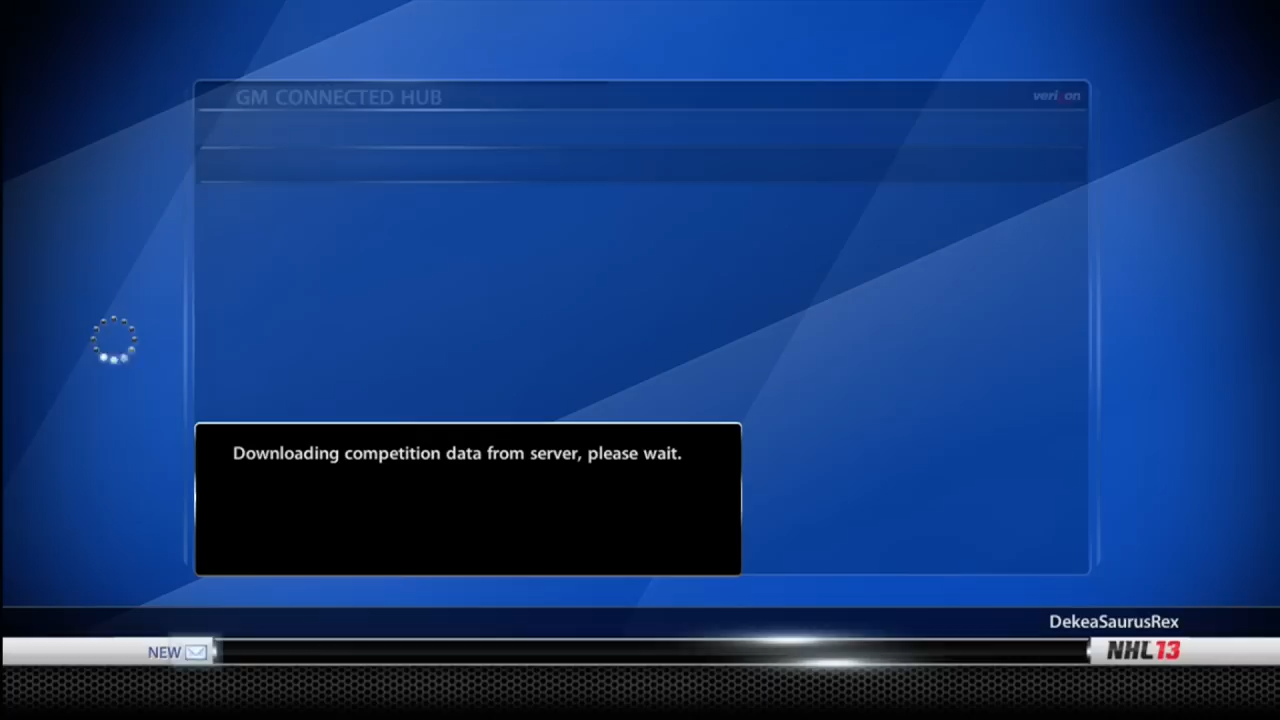 GM CONNECTED HUB
verizon
Downloading competition data from server, please wait.
DekeaSaurusRex
NEW
NHL13